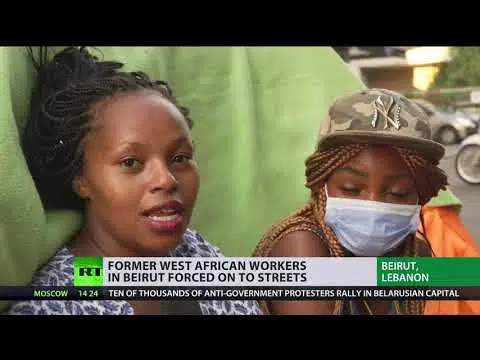 NY
RT
FORMER WEST AFRICAN WORKERS
IN BEIRUT FORCED ON TO STREETS
BEIRUT,
LEBANON
MOSCOW 14 24 TEN OF THOUSANDS OF ANTI-GOVERNMENT PROTESTERS RALLY IN BELARUSIAN CAPITAL